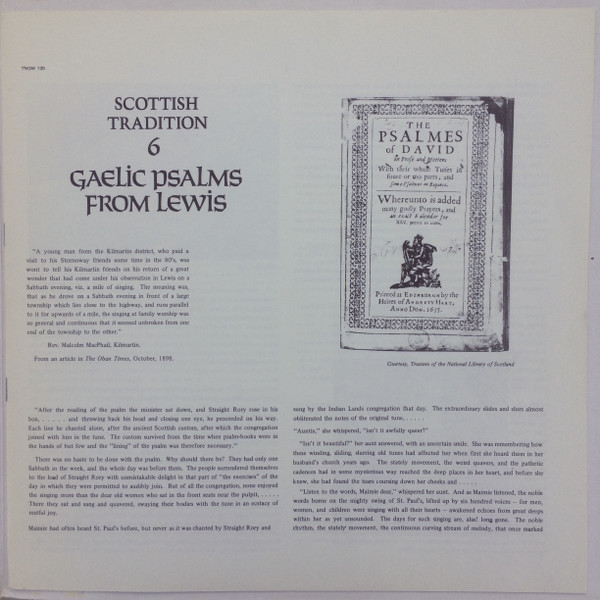 TNGM 120
SCOTTISH
TRADITION
6
GAELIC PSALMS
FROM LEWIS
"A young man from the Kilmartin district, who paid a
visit to his Stornoway friends some time in the 80's, was
wont to tell his Kilmartin friends on his return of a great
wonder that had come under his observation in Lewis on a
Sabbath evening, viz. a mile of singing. The meaning was,
that as he drove on a Sabbath evening in front of a large
township which lies close to the highway, and runs parallel
to it for upwards of a mile, the singing at family worship was
so general and continuous that it seemed unbroken from one
end of the township to the other."
Rev. Malcolm MacPhail, Kilmartin.
From an article in The Oban Times, October, 1898.
THE
PSALMES
of DAVID
in Prose and Meeter:
With their whole Tunes in
foure or mo parts, and
Whereunto is added
many godly Prayers, and
an exact Kalendar for
XXV. yeeres to come.
Printed at EDINBURGH by the
Heires of ANDREW HART,
ANNO DOM. 1635.
Courtesy, Trustees of the National Library of Scotland
"After the reading of the psalm the minister sat down, and Straight Rory rose in his
box, . . . . . and throwing back his head and closing one eye, he proceeded on his way.
Each line he chanted alone, after the ancient Scottish custom, after which the congregation
joined with him in the tune. The custom survived from the time when psalm-books were in
the hands of but few and the "lining" of the psalm was therefore necessary."
There was no haste to be done with the psalm. Why should there be? They had only one
Sabbath in the week, and the whole day was before them. The people surrendered themselves
to the lead of Straight Rory with unmistakable delight in that part of "the exercises" of the
day in which they were permitted to audibly join. But of all the congregation, none enjoyed
the singing more than the dear old women who sat in the front seats near the pulpit, . . . . .
There they sat and sang and quavered, swaying their bodies with the tune in an ecstacy of
restful joy.
Maimie had often heard St. Paul's before, but never as it was chanted by Straight Rory and
sung by the Indian Lands congregation that day. The extraordinary slides and slurs almost
obliterated the notes of the original tune, . . . . .
"Auntie," she whispered, "isn't it awfully queer?"
"Isn't it beautiful?" her aunt answered, with an uncertain smile. She was remembering how
these winding, sliding, slurring old tunes had affected her when first she heard them in her
husband's church years ago. The stately movement, the weird quavers, and the pathetic
cadences had in some mysterious way reached the deep places in her heart, and before she
knew, she had found the tears coursing down her cheeks and . . . . .
"Listen to the words, Maimie dear," whispered her aunt. And as Maimie listened, the noble
words borne on the mighty swing of St. Paul's, lifted up by six hundred voices - for men,
women, and children were singing with all their hearts - awakened echoes from great deeps
within her as yet unsounded. The days for such singing are, alas! long gone. The noble
rhythm, the stately movement, the continuous curving stream of melody, that once marked